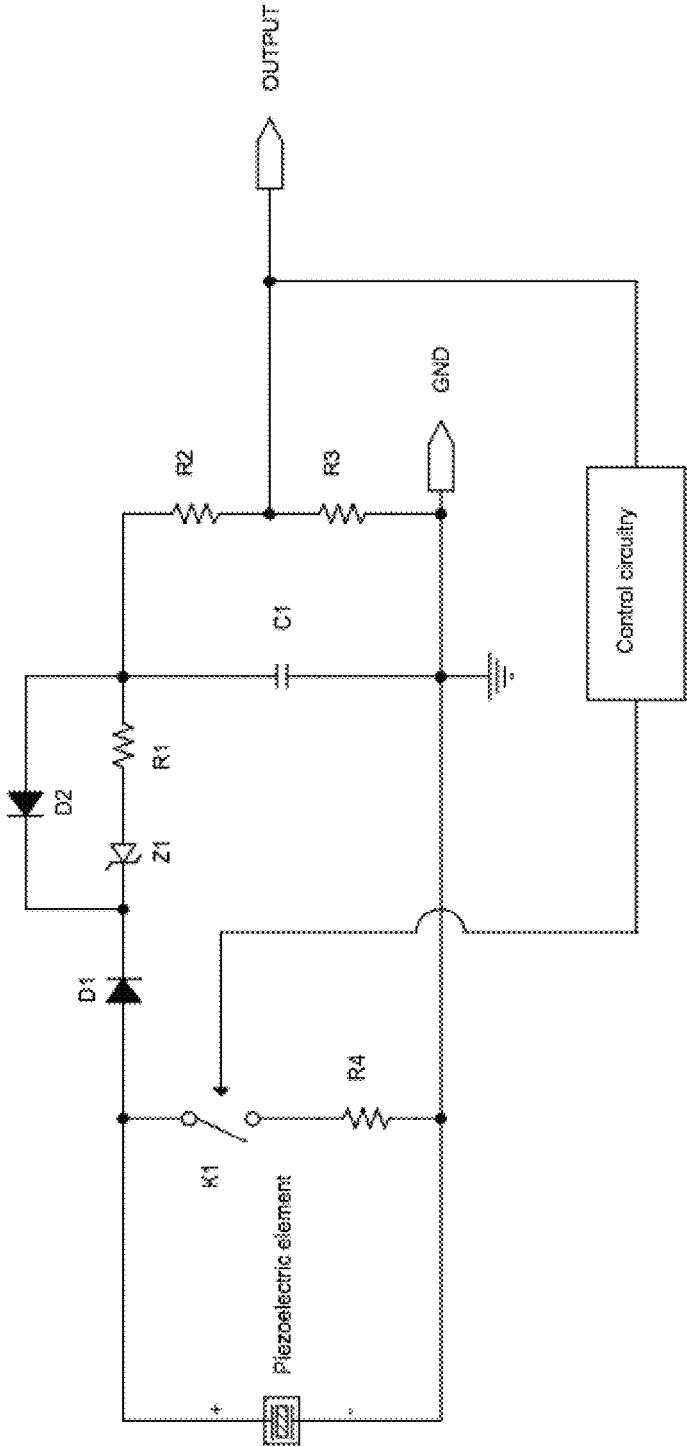 OUTPUT
GND
R2
R3
D2
R1
C1
Z1
D1
Control circuitry
K1
R4
Piezoelectric element
+
-